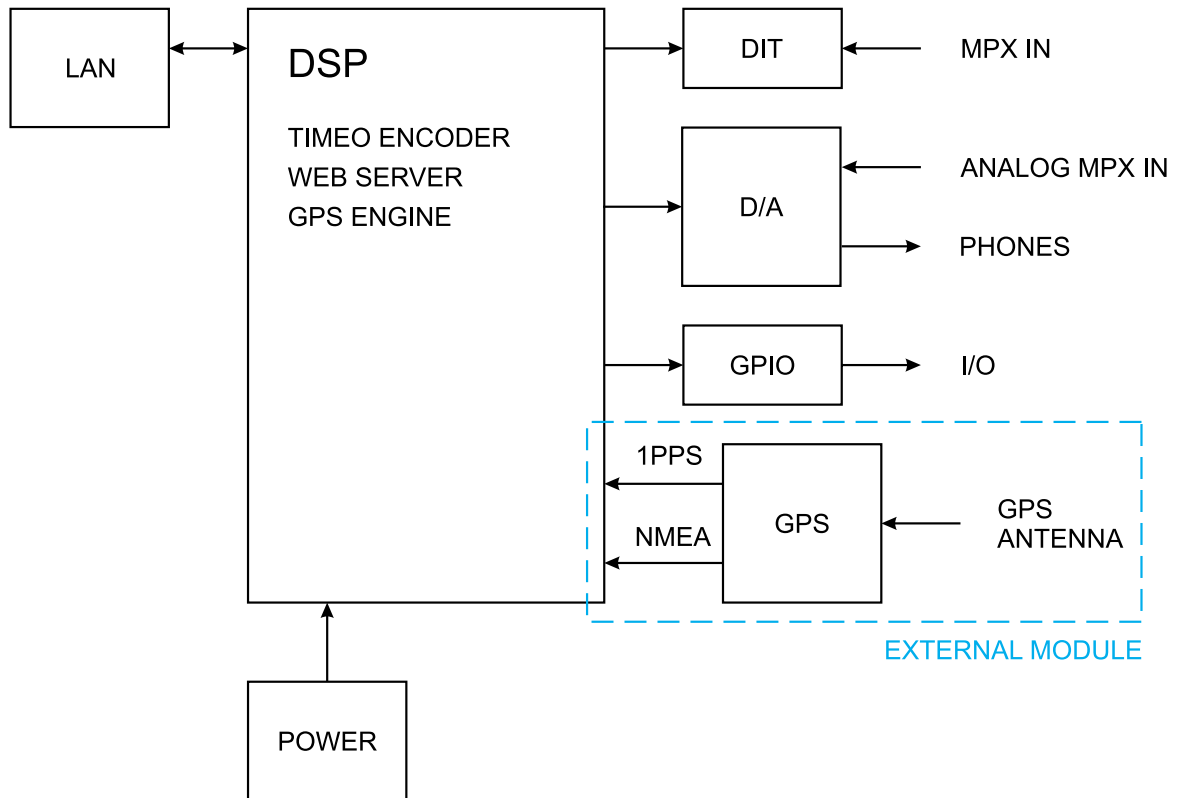 LAN
DSP
TIMEO ENCODER
WEB SERVER
GPS ENGINE
DIT
MPX IN
D/A
ANALOG MPX IN
PHONES
GPIO
I/O
1PPS
NMEA
GPS
GPS
ANTENNA
EXTERNAL MODULE
POWER